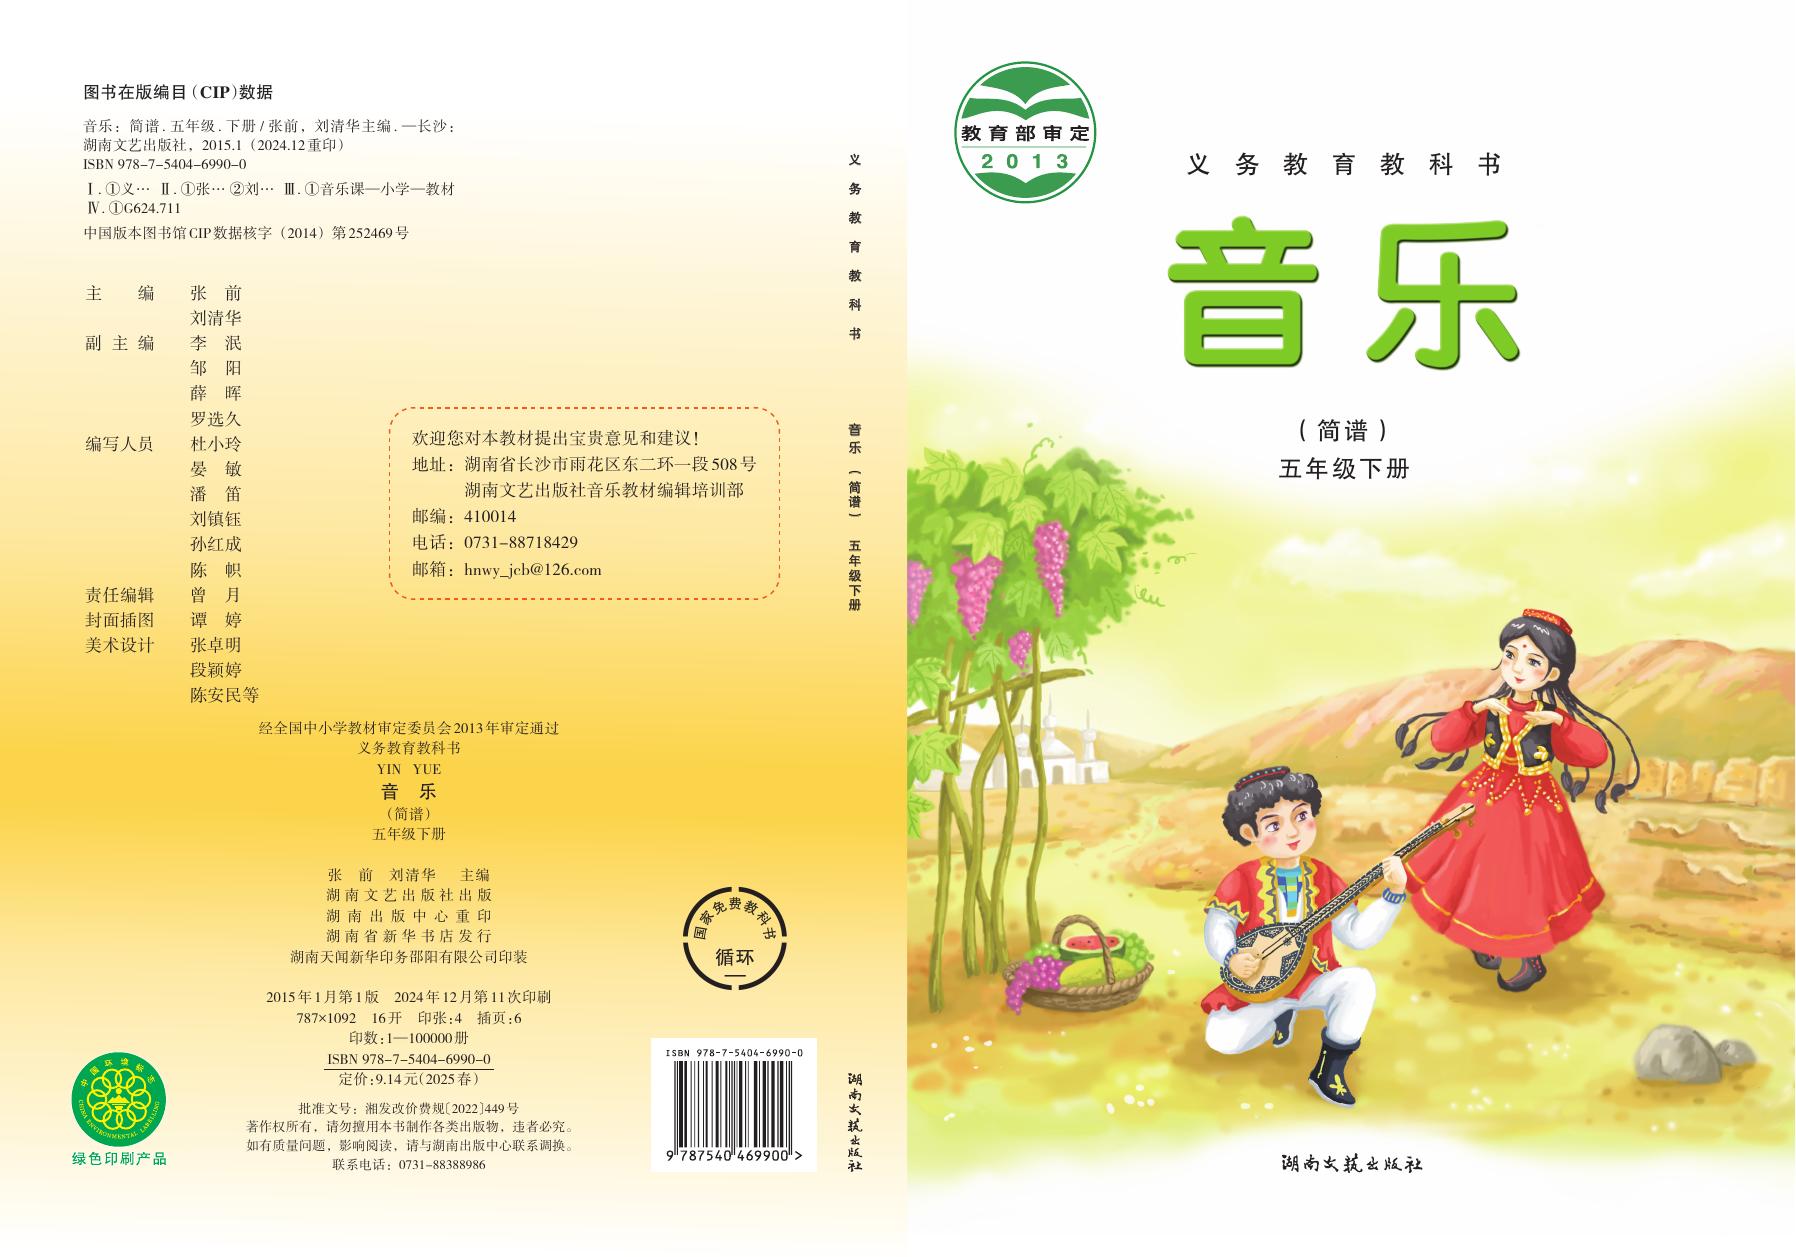 图书在版编目（CIP）数据
音乐：简谱. 五年级. 下册 / 张前，刘清华主编. —长沙：
湖南文艺出版社，2015.1（2024.12重印）
ISBN 978-7-5404-6990-0
Ⅰ. ①义… Ⅱ. ①张… ②刘… Ⅲ. ①音乐课—小学—教材
Ⅳ. ①G624.711
中国版本图书馆CIP数据核字（2014）第252469号
主 编 张 前
刘清华
副 主 编 李 泯
邹 阳
薛 晖
罗选久
编写人员 杜小玲
晏 敏
潘 笛
刘镇钰
孙红成
陈 帜
责任编辑 曾 月
封面插图 谭 婷
美术设计 张卓明
段颖婷
陈安民等
欢迎您对本教材提出宝贵意见和建议！
地址：湖南省长沙市雨花区东二环一段508号
湖南文艺出版社音乐教材编辑培训部
邮编：410014
电话：0731-88718429
邮箱：hnwy_jcb@126.com
经全国中小学教材审定委员会2013年审定通过
义务教育教科书
YIN YUE
音 乐
（简谱）
五年级下册
张 前 刘清华 主编
湖南文艺出版社出版
湖南出版中心重印
湖南省新华书店发行
湖南天闻新华印务邵阳有限公司印装
2015年1月第1版 2024年12月第11次印刷
787×1092 16开 印张:4 插页:6
印数:1—100000册
ISBN 978-7-5404-6990-0
定价:9.14元(2025春)
批准文号：湘发改价费规〔2022〕449号
著作权所有，请勿擅用本书制作各类出版物，违者必究。
如有质量问题，影响阅读，请与湖南出版中心联系调换。
联系电话：0731-88388986
中国环境标志
CHINA ENVIRONMENTAL LABELLING
绿色印刷产品
国家免费教科书
循环
ISBN 978-7-5404-6990-0
9 787540 469900 >
义务教育教科书
音乐（简谱） 五年级下册
湖南文艺出版社
教育部审定
2013
义务教育教科书
音乐
（简谱）
五年级下册
湖南文艺出版社